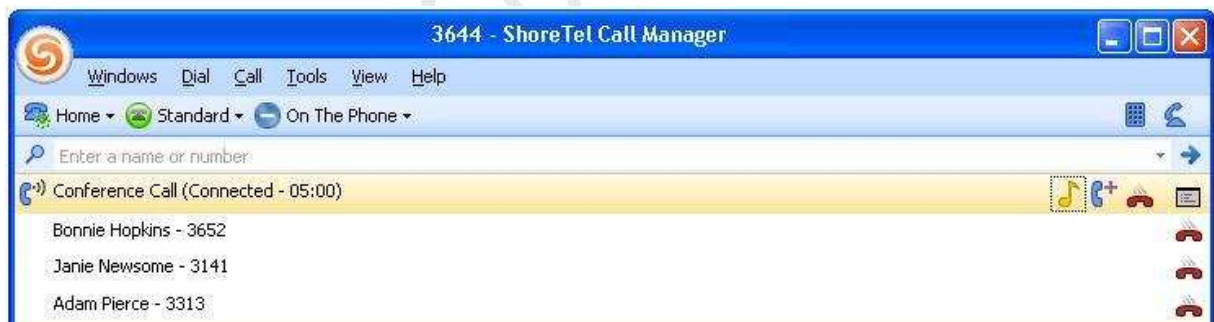 3644 - ShoreTel Call Manager
Windows Dial Call Tools View Help
Home Standard On The Phone
Enter a name or number
Conference Call (Connected - 05:00)
Bonnie Hopkins - 3652
Janie Newsome - 3141
Adam Pierce - 3313